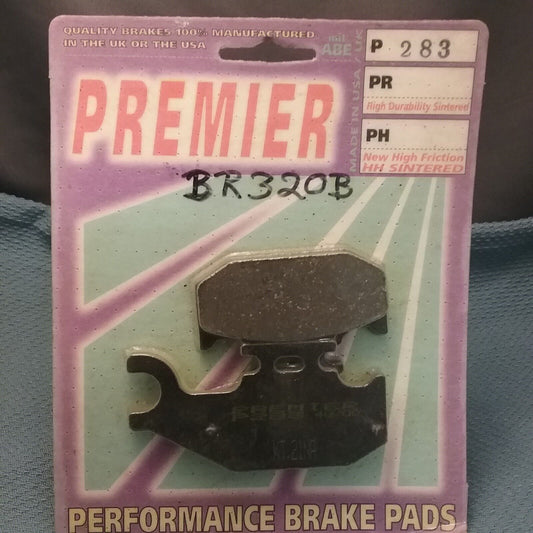 QUALITY BRAKES 100% MANUFACTURED
IN THE UK OR THE USA
mit
ABE
MADE IN USA / UK
P 283
PR
High Durability Sintered
PH
New High Friction
HH SINTERED
PREMIER
BR320B
PERFORMANCE BRAKE PADS